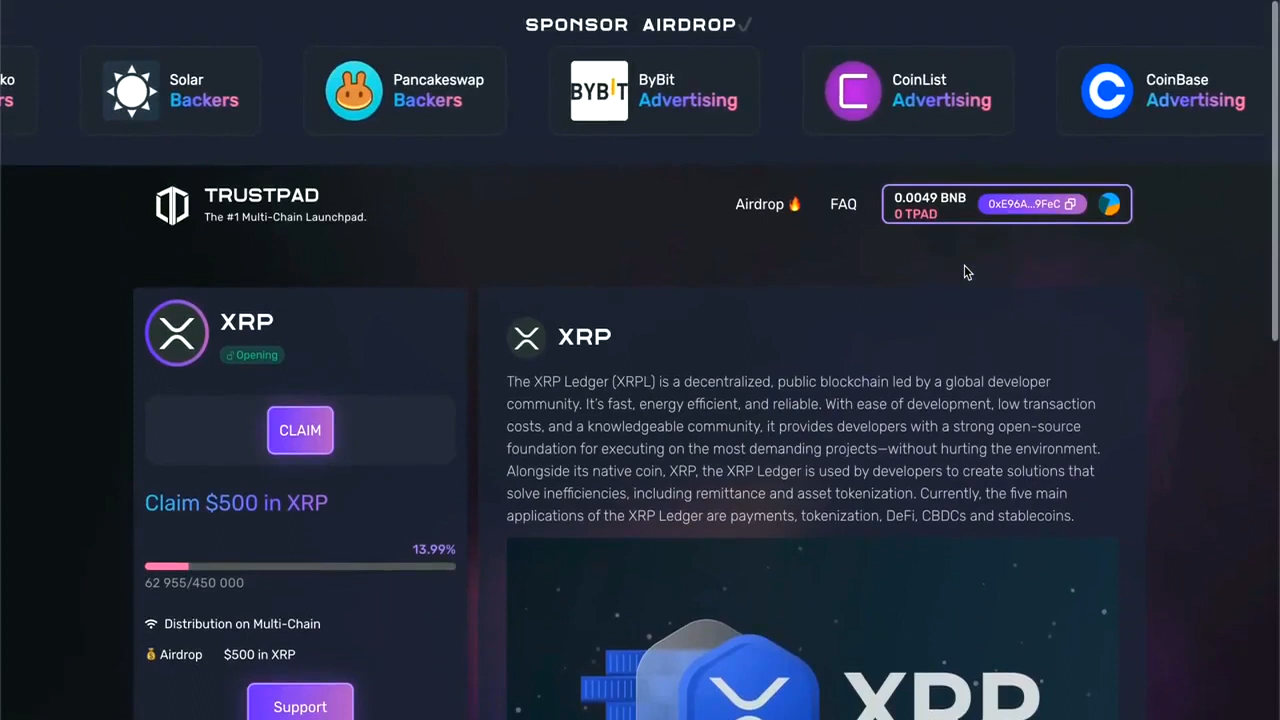 SPONSOR AIRDROP✓
ko
rs
Solar
Backers
Pancakeswap
Backers
BYBIT
ByBit
Advertising
CoinList
Advertising
CoinBase
Advertising
TRUSTPAD
The #1 Multi-Chain Launchpad.
Airdrop 🔥
FAQ
0.0049 BNB
0 TPAD
0xE96A...9FeC
XRP
Opening
CLAIM
Claim $500 in XRP
13.99%
62 955/450 000
Distribution on Multi-Chain
💰 Airdrop $500 in XRP
Support
XRP
The XRP Ledger (XRPL) is a decentralized, public blockchain led by a global developer
community. It's fast, energy efficient, and reliable. With ease of development, low transaction
costs, and a knowledgeable community, it provides developers with a strong open-source
foundation for executing on the most demanding projects—without hurting the environment.
Alongside its native coin, XRP, the XRP Ledger is used by developers to create solutions that
solve inefficiencies, including remittance and asset tokenization. Currently, the five main
applications of the XRP Ledger are payments, tokenization, DeFi, CBDCs and stablecoins.
XRP